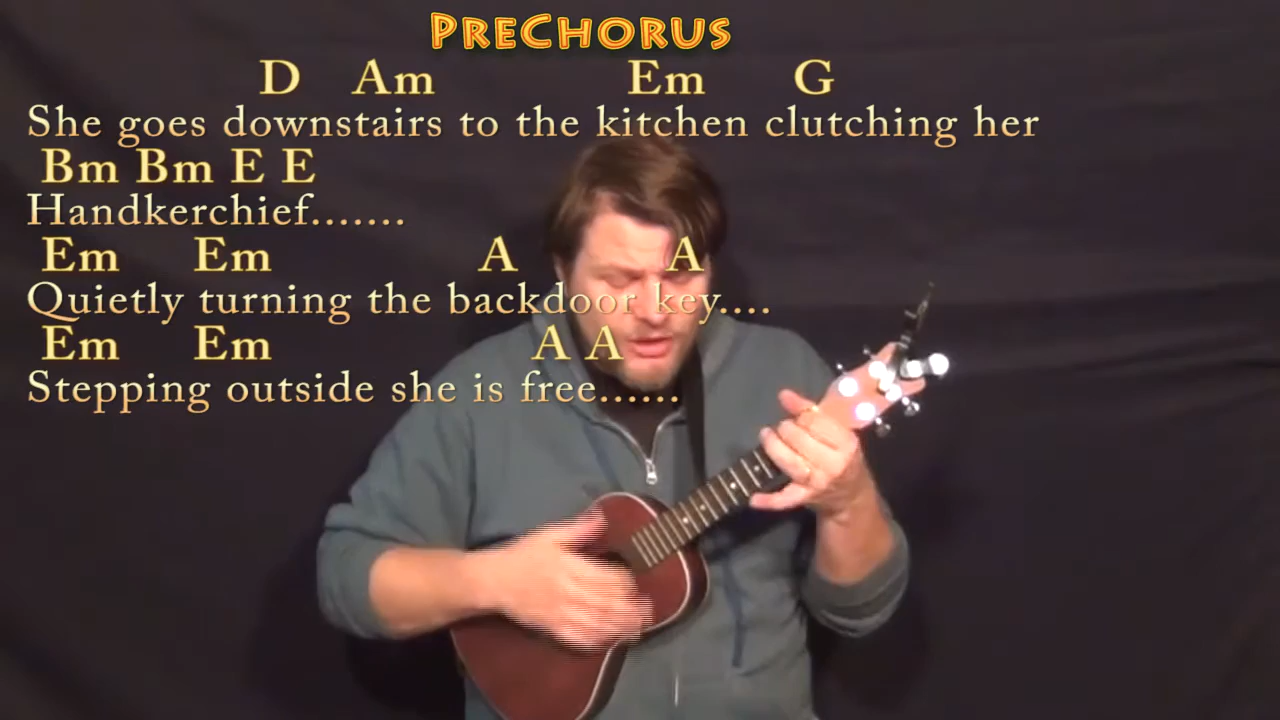 PreChorus
D Am Em G
She goes downstairs to the kitchen clutching her
Bm Bm E E
Handkerchief.......
Em Em A A
Quietly turning the backdoor key....
Em Em A A
Stepping outside she is free......